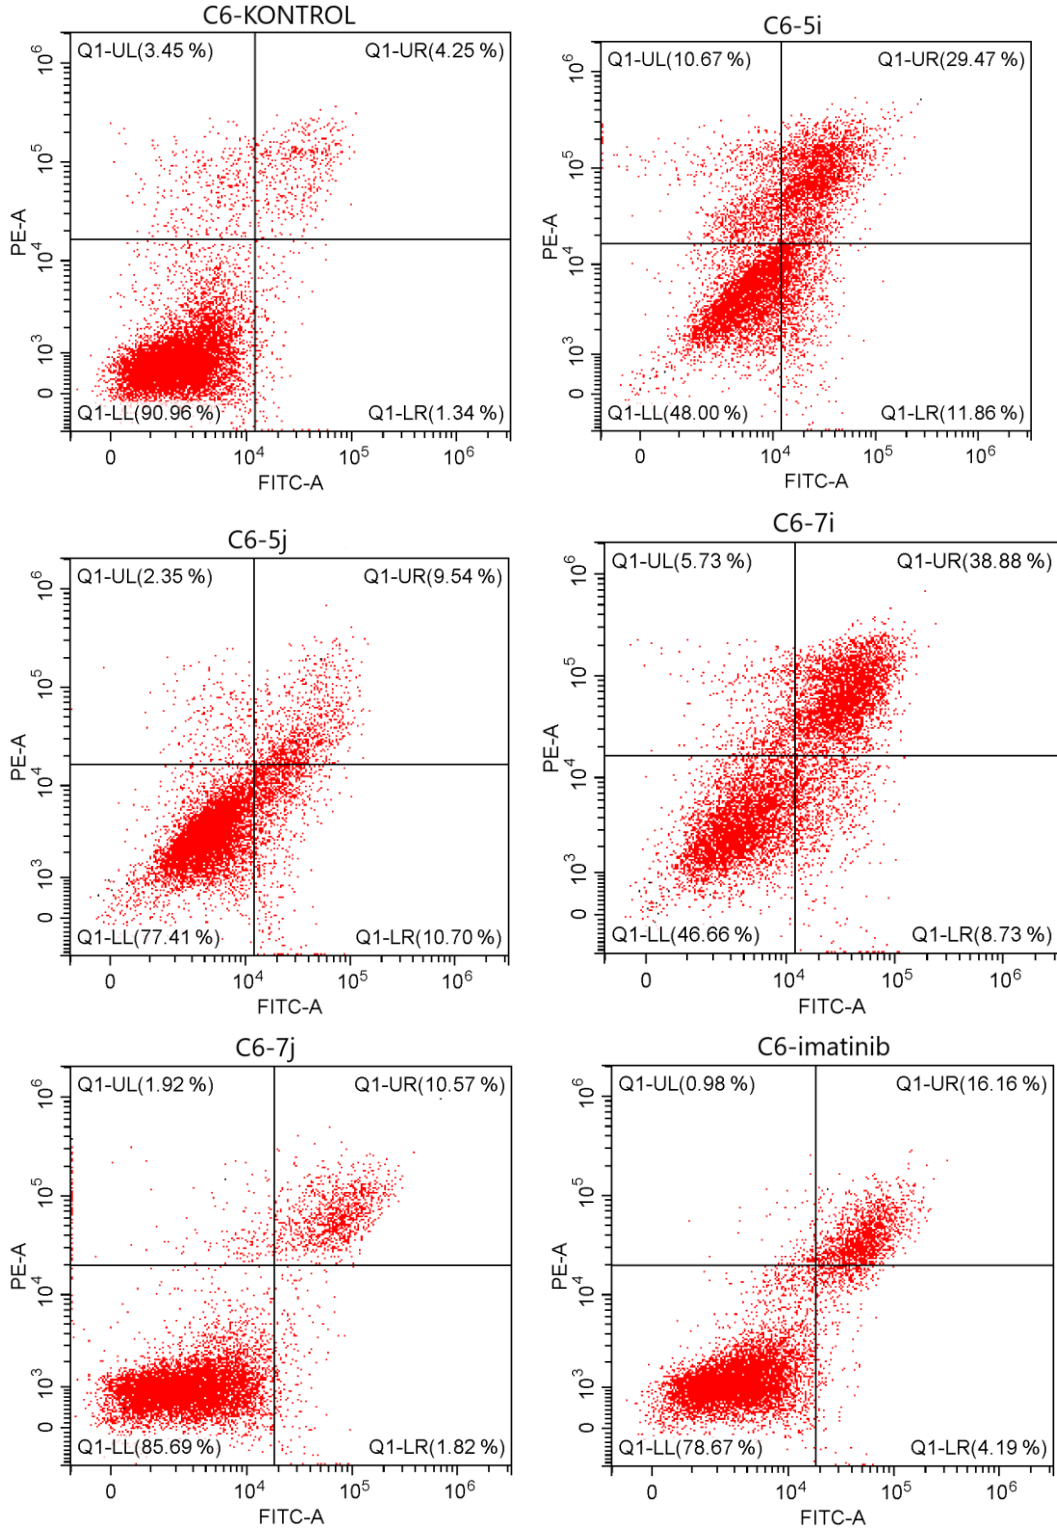 C6-KONTROL
Q1-UL(3.45 %) Q1-UR(4.25 %)
10^6
10^5
10^4
10^3
0
PE-A
Q1-LL(90.96 %) Q1-LR(1.34 %)
0 10^4 10^5 10^6
FITC-A
C6-5i
Q1-UL(10.67 %) Q1-UR(29.47 %)
10^6
10^5
10^4
10^3
0
PE-A
Q1-LL(48.00 %) Q1-LR(11.86 %)
0 10^4 10^5 10^6
FITC-A
C6-5j
Q1-UL(2.35 %) Q1-UR(9.54 %)
10^6
10^5
10^4
10^3
0
PE-A
Q1-LL(77.41 %) Q1-LR(10.70 %)
0 10^4 10^5 10^6
FITC-A
C6-7i
Q1-UL(5.73 %) Q1-UR(38.88 %)
10^6
10^5
10^4
10^3
0
PE-A
Q1-LL(46.66 %) Q1-LR(8.73 %)
0 10^4 10^5 10^6
FITC-A
C6-7j
Q1-UL(1.92 %) Q1-UR(10.57 %)
10^6
10^5
10^4
10^3
0
PE-A
Q1-LL(85.69 %) Q1-LR(1.82 %)
0 10^4 10^5 10^6
FITC-A
C6-imatinib
Q1-UL(0.98 %) Q1-UR(16.16 %)
10^6
10^5
10^4
10^3
0
PE-A
Q1-LL(78.67 %) Q1-LR(4.19 %)
0 10^4 10^5 10^6
FITC-A